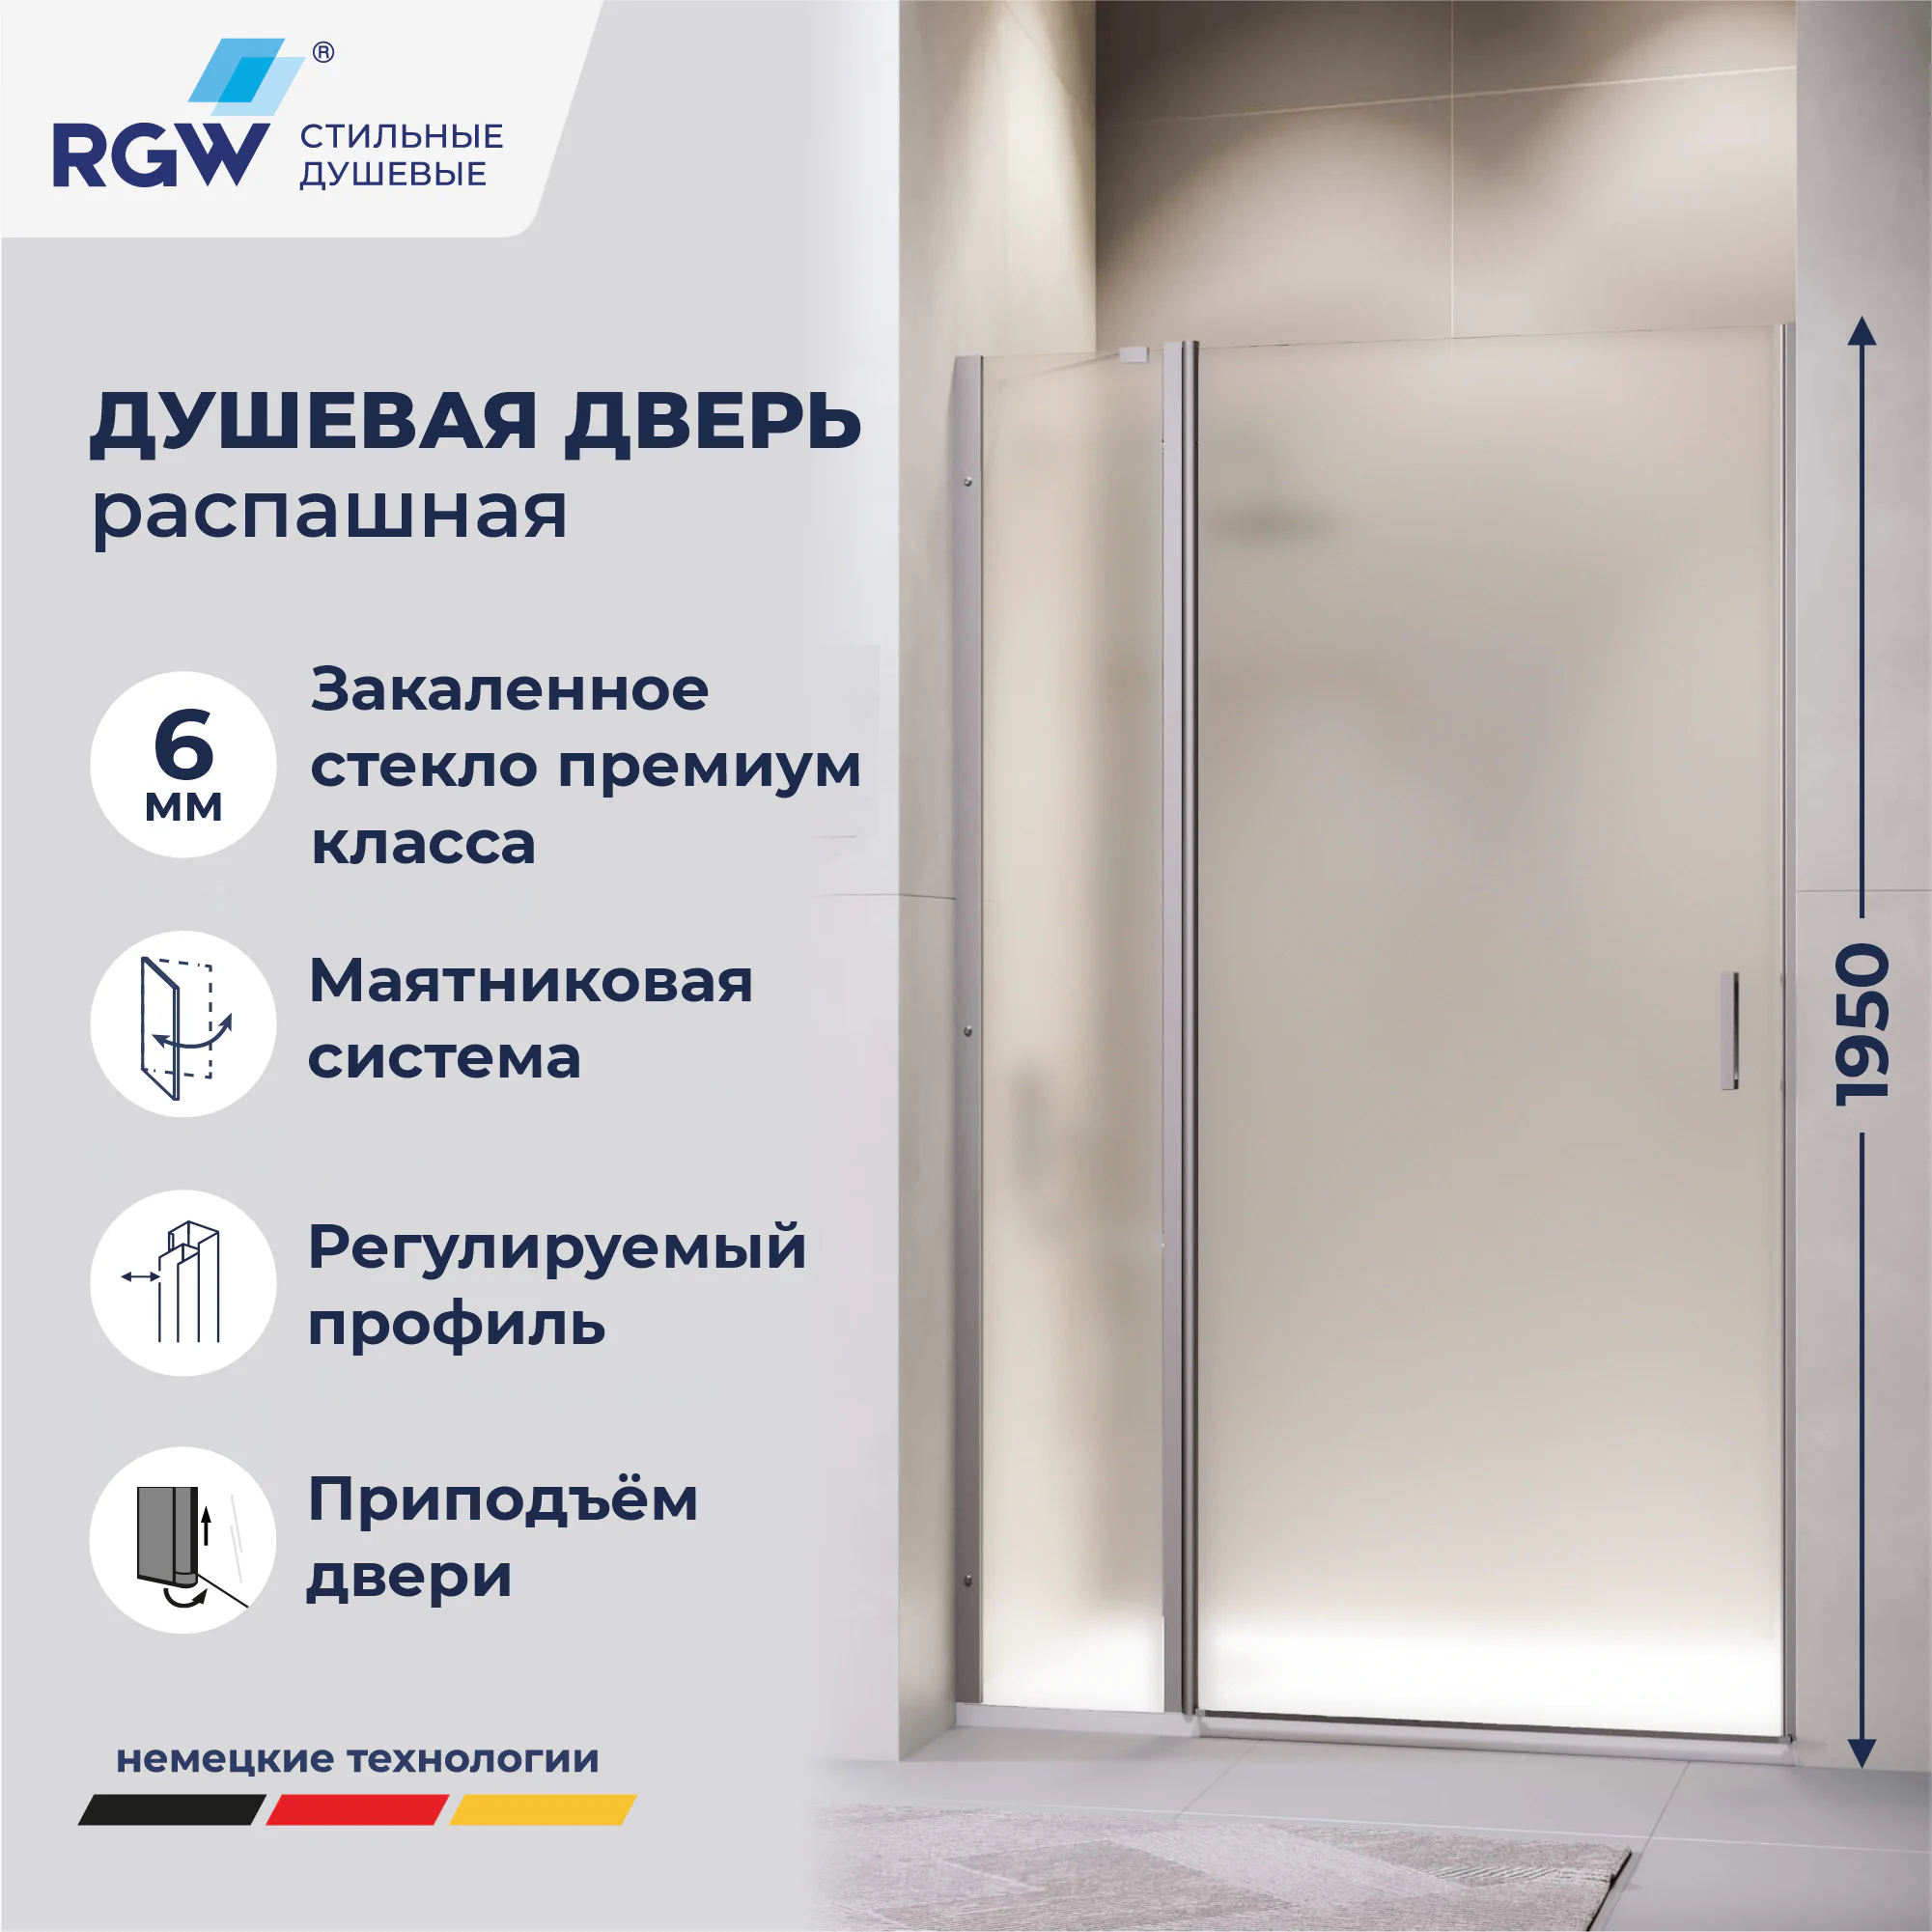 RGW®
СТИЛЬНЫЕ
ДУШЕВЫЕ
ДУШЕВАЯ ДВЕРЬ
распашная
6
мм
Закаленное
стекло премиум
класса
Маятниковая
система
Регулируемый
профиль
Приподъём
двери
немецкие технологии
1950